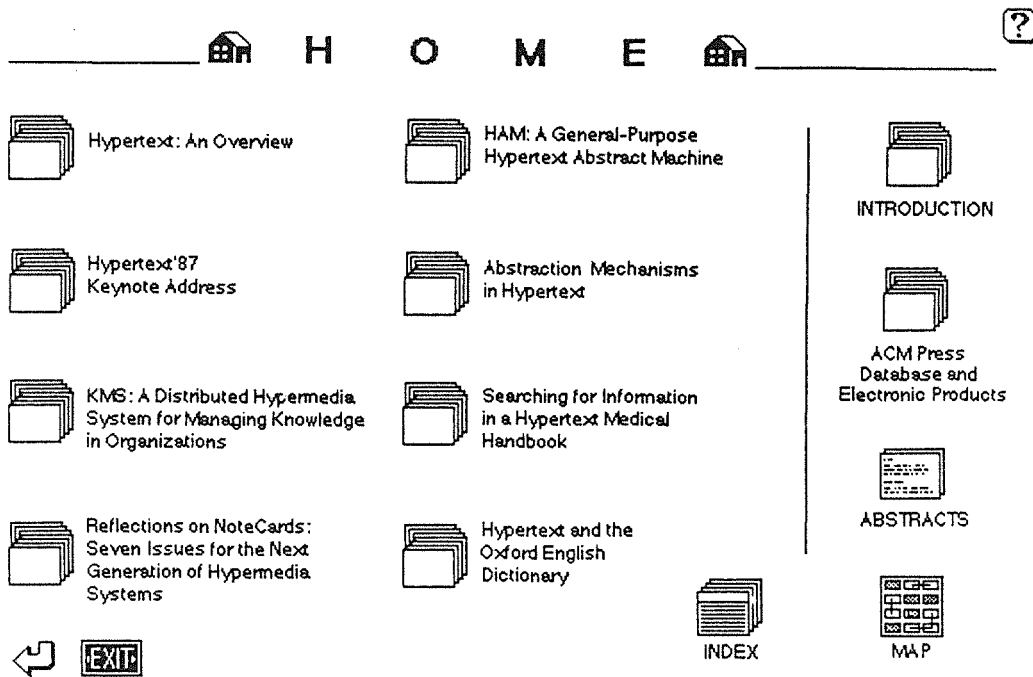 ?
H O M E
Hypertext: An Overview
Hypertext'87
Keynote Address
KMS: A Distributed Hypermedia
System for Managing Knowledge
in Organizations
Reflections on NoteCards:
Seven Issues for the Next
Generation of Hypermedia
Systems
HAM: A General-Purpose
Hypertext Abstract Machine
Abstraction Mechanisms
in Hypertext
Searching for Information
in a Hypertext Medical
Handbook
Hypertext and the
Oxford English
Dictionary
INTRODUCTION
ACM Press
Database and
Electronic Products
ABSTRACTS
INDEX
MAP
EXIT